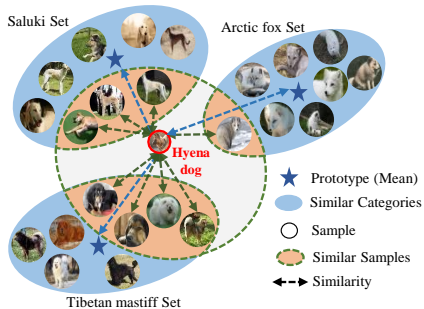 Saluki Set
Arctic fox Set
Hyena
dog
Prototype (Mean)
Similar Categories
Sample
Similar Samples
Similarity
Tibetan mastiff Set